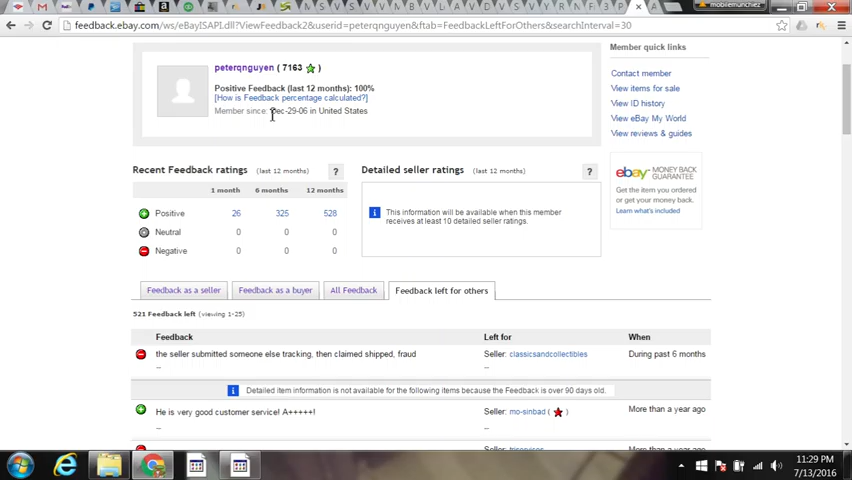 mobilemunchiez
feedback.ebay.com/ws/eBayISAPI.dll?ViewFeedback2&userid=peterqnguyen&ftab=FeedbackLeftForOthers&searchInterval=30
peterqnguyen ( 7163 )
Positive Feedback (last 12 months): 100%
[How is Feedback percentage calculated?]
Member since: Dec-29-06 in United States
Member quick links
Contact member
View items for sale
View ID history
View eBay My World
View reviews & guides
ebay MONEY BACK GUARANTEE
Get the item you ordered
or get your money back.
Learn what's included
Recent Feedback ratings (last 12 months) ?
1 month 6 months 12 months
Positive 26 325 528
Neutral 0 0 0
Negative 0 0 0
Detailed seller ratings (last 12 months) ?
This information will be available when this member
receives at least 10 detailed seller ratings.
Feedback as a seller Feedback as a buyer All Feedback Feedback left for others
521 Feedback left (viewing 1-25)
Feedback Left for When
the seller submitted someone else tracking, then claimed shipped, fraud Seller: classicsandcollectibles During past 6 months
-- --
Detailed item information is not available for the following items because the Feedback is over 90 days old.
He is very good customer service! A+++++! Seller: mo-sinbad ( ) More than a year ago
-- --
More than a year ago
11:29 PM
7/13/2016